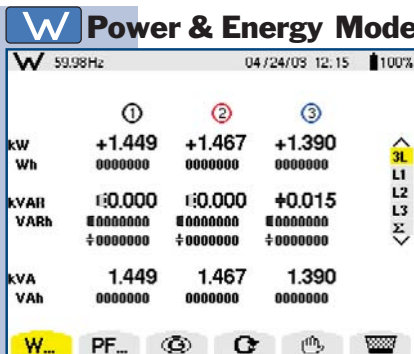 W Power & Energy Mode
W 59.98Hz 04/24/03 12:15 100%
1 2 3
kW +1.449 +1.467 +1.390
Wh 0000000 0000000 0000000
3L
L1
kVAR 0.000 0.000 +0.015
L2
VARh 0000000 0000000 0000000
L3
0000000 0000000 0000000
Σ
kVA 1.449 1.467 1.390
VAh 0000000 0000000 0000000
W... PF...